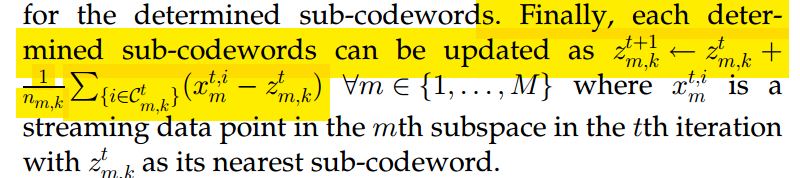 for the determined sub-codewords. Finally, each deter-
mined sub-codewords can be updated as $z_{m,k}^{t+1} \leftarrow z_{m,k}^{t} +$
$\frac{1}{n_{m,k}} \sum_{\{i \in \mathcal{C}_{m,k}^{t}\}} (x_m^{t,i} - z_{m,k}^{t})$ $\forall m \in \{1, \ldots, M\}$ where $x_m^{t,i}$ is a
streaming data point in the $m$th subspace in the $t$th iteration
with $z_{m,k}^{t}$ as its nearest sub-codeword.